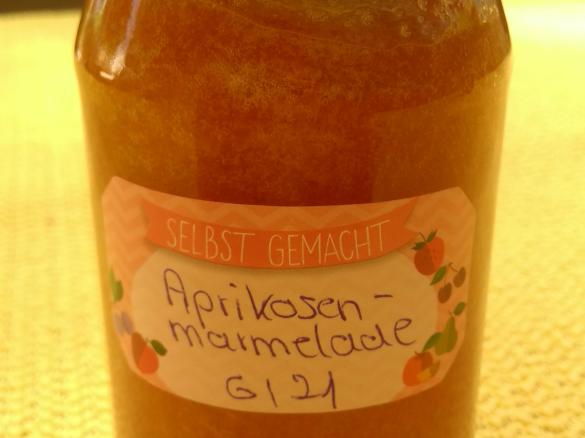 SELBST GEMACHT
Aprikosen-
marmelade
6/21